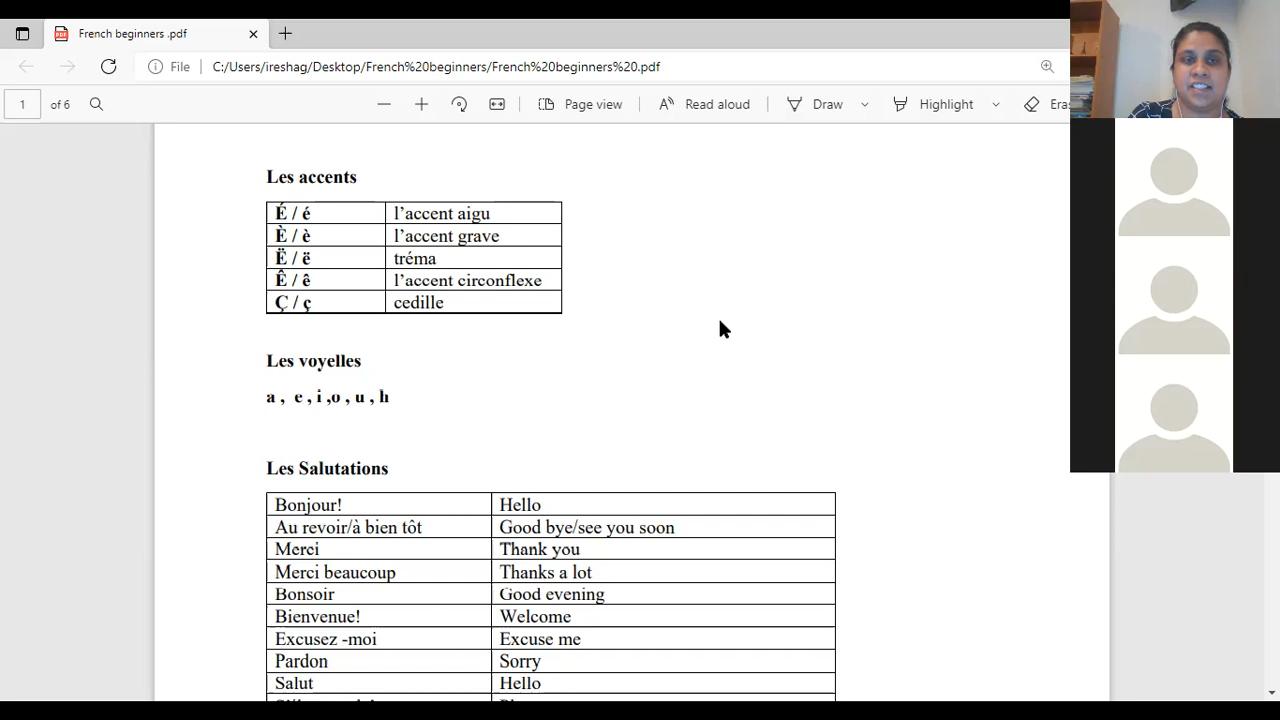 French beginners .pdf
File C:/Users/ireshag/Desktop/French%20beginners/French%20beginners%20.pdf
1 of 6 Page view Read aloud Draw Highlight Era
Les accents
É / é l’accent aigu
È / è l’accent grave
Ë / ë tréma
Ê / ê l’accent circonflexe
Ç / ç cedille
Les voyelles
a , e , i ,o , u , h
Les Salutations
Bonjour! Hello
Au revoir/à bien tôt Good bye/see you soon
Merci Thank you
Merci beaucoup Thanks a lot
Bonsoir Good evening
Bienvenue! Welcome
Excusez -moi Excuse me
Pardon Sorry
Salut Hello